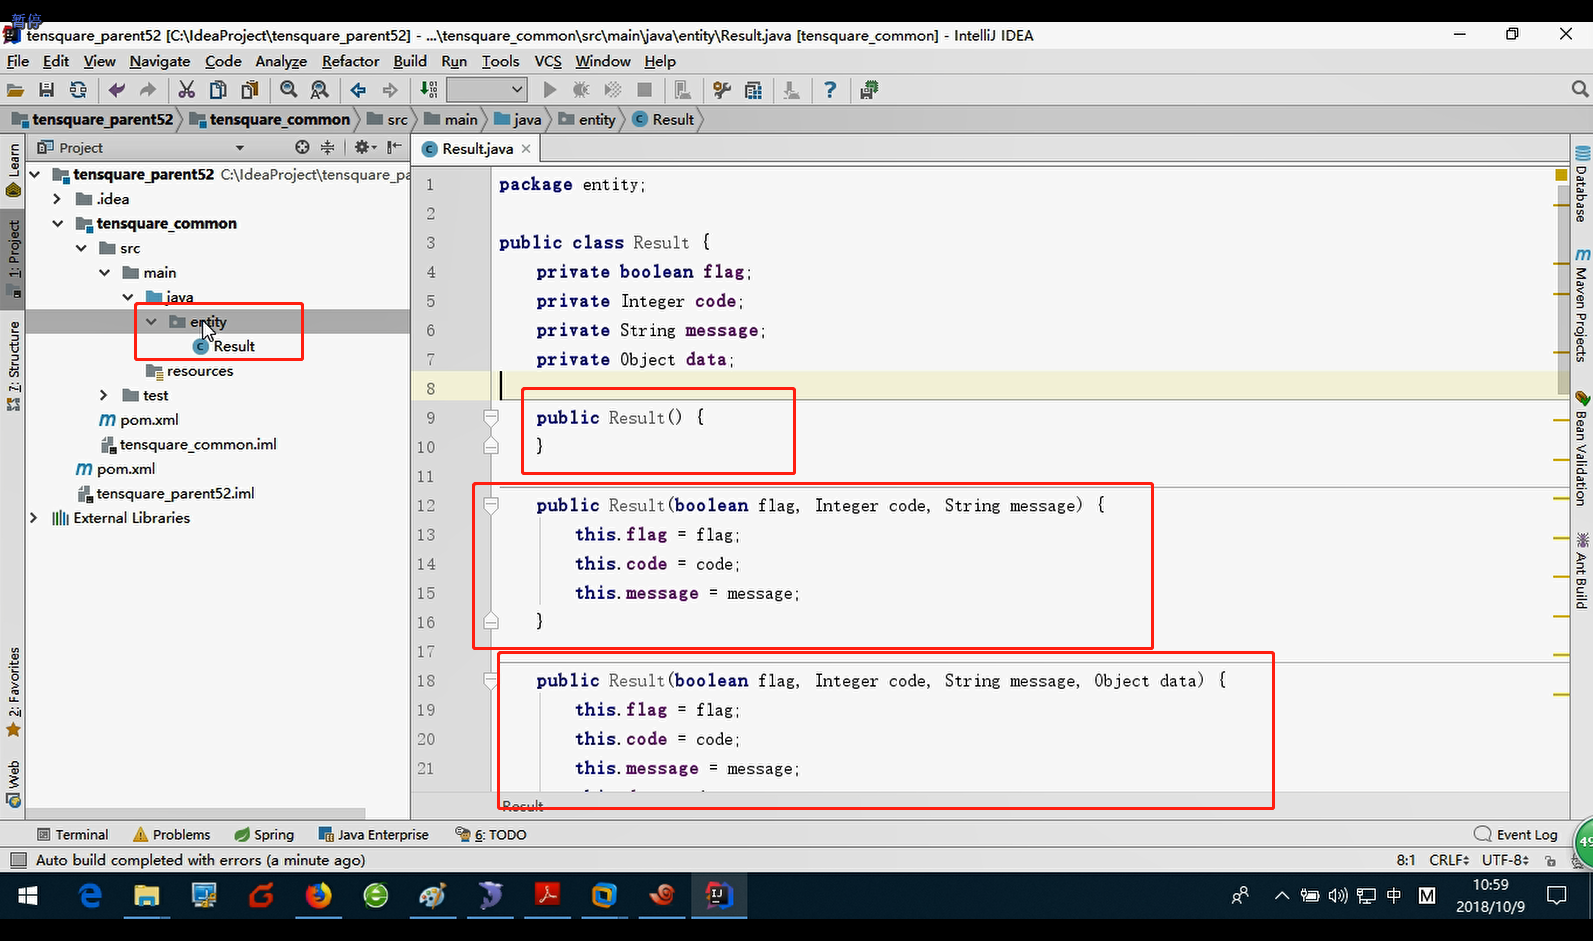 暂停
tensquare_parent52 [C:\IdeaProject\tensquare_parent52] - ...\tensquare_common\src\main\java\entity\Result.java [tensquare_common] - IntelliJ IDEA
File Edit View Navigate Code Analyze Refactor Build Run Tools VCS Window Help
tensquare_parent52 tensquare_common src main java entity Result
Project
Result.java
Learn
1: Project
7: Structure
2: Favorites
Web
tensquare_parent52 C:\IdeaProject\tensquare_pa
.idea
tensquare_common
src
main
java
entity
Result
resources
test
pom.xml
tensquare_common.iml
pom.xml
tensquare_parent52.iml
External Libraries
1 package entity;
2
3 public class Result {
4 private boolean flag;
5 private Integer code;
6 private String message;
7 private Object data;
8
9 public Result() {
10 }
11
12 public Result(boolean flag, Integer code, String message) {
13 this.flag = flag;
14 this.code = code;
15 this.message = message;
16 }
17
18 public Result(boolean flag, Integer code, String message, Object data) {
19 this.flag = flag;
20 this.code = code;
21 this.message = message;
Result
Database
Maven Projects
Bean Validation
Ant Build
Terminal Problems Spring Java Enterprise 6: TODO Event Log
Auto build completed with errors (a minute ago) 8:1 CRLF UTF-8
49
中 M
10:59
2018/10/9